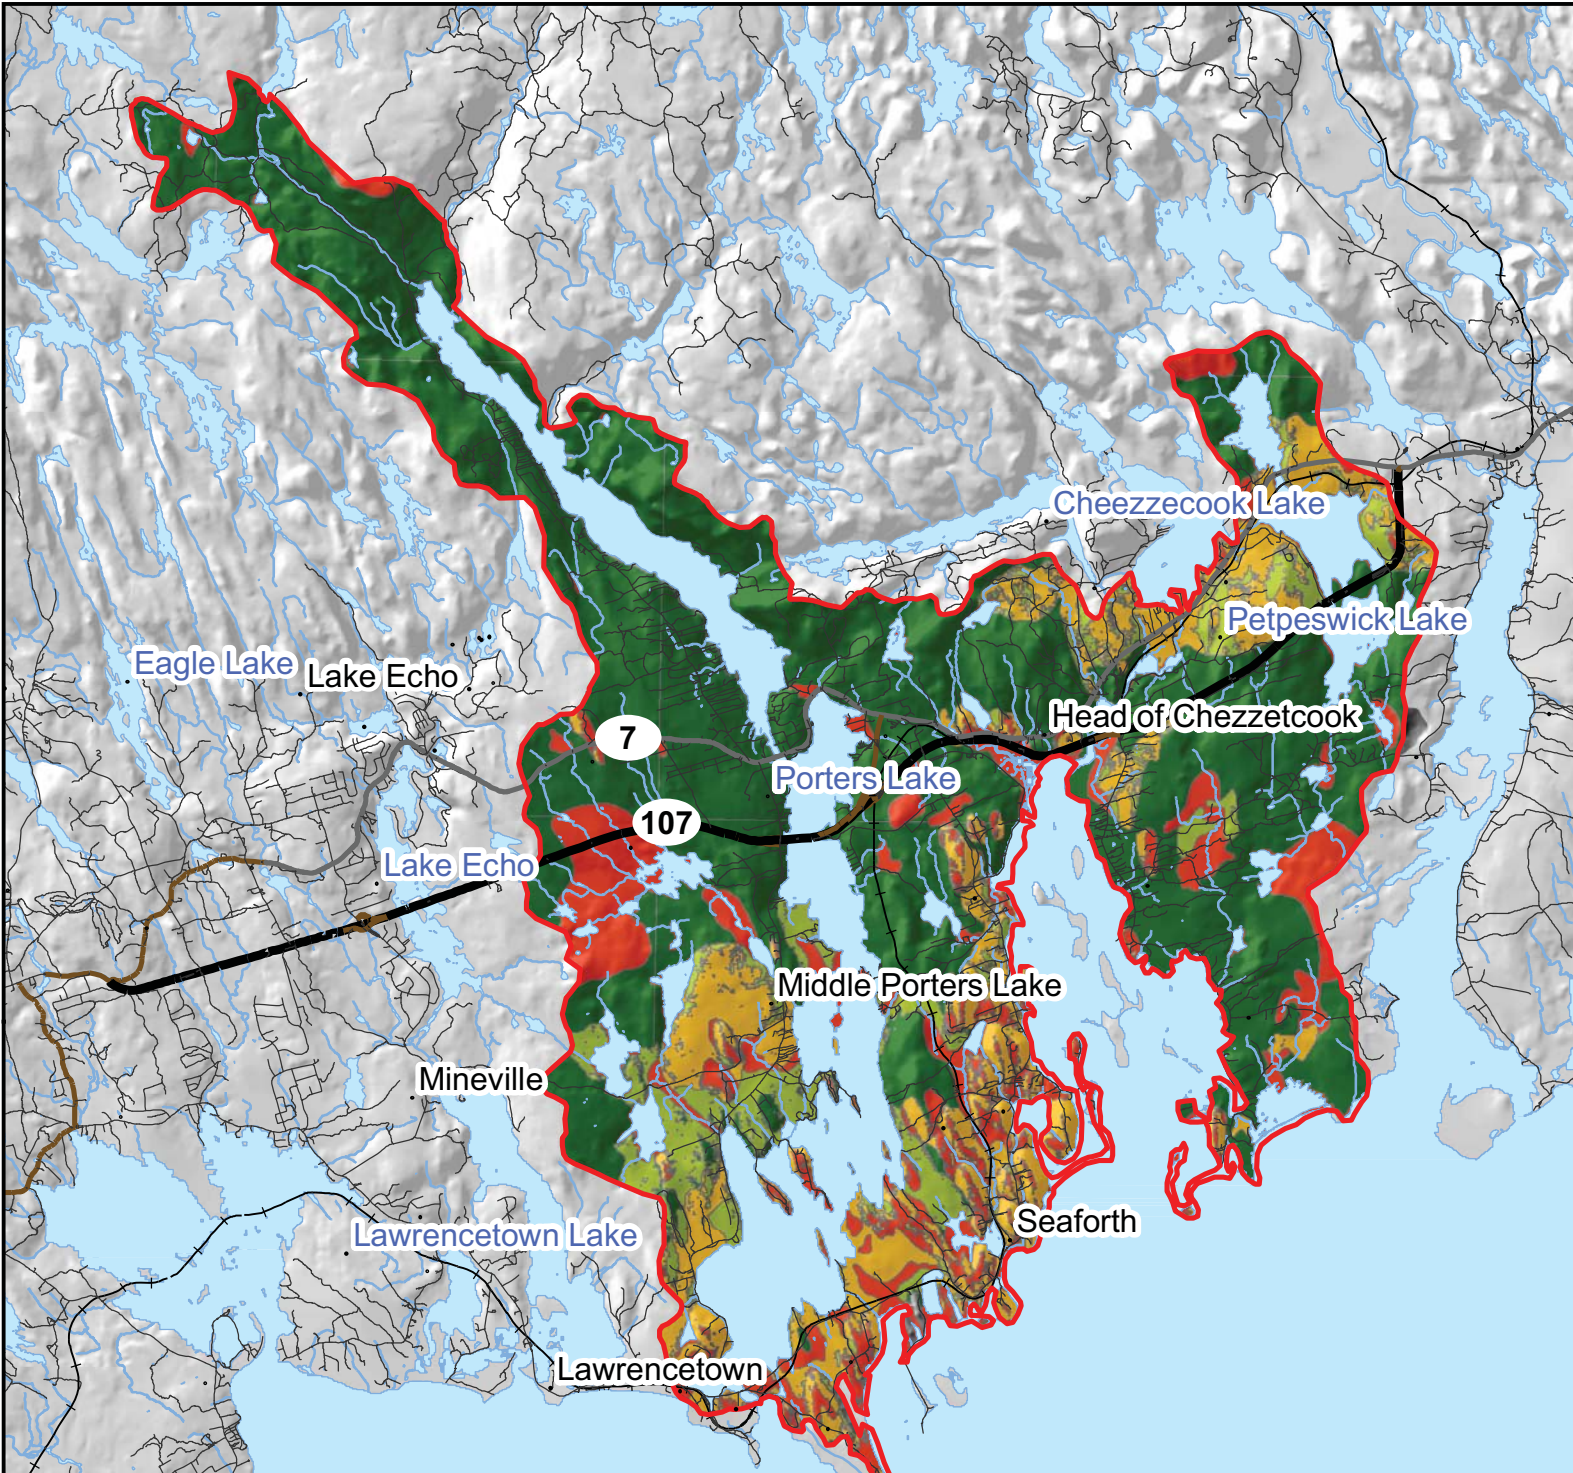 Cheezzecook Lake
Petpeswick Lake
Eagle Lake
Lake Echo
Head of Chezzetcook
7
Porters Lake
107
Lake Echo
Middle Porters Lake
Mineville
Seaforth
Lawrencetown Lake
Lawrencetown